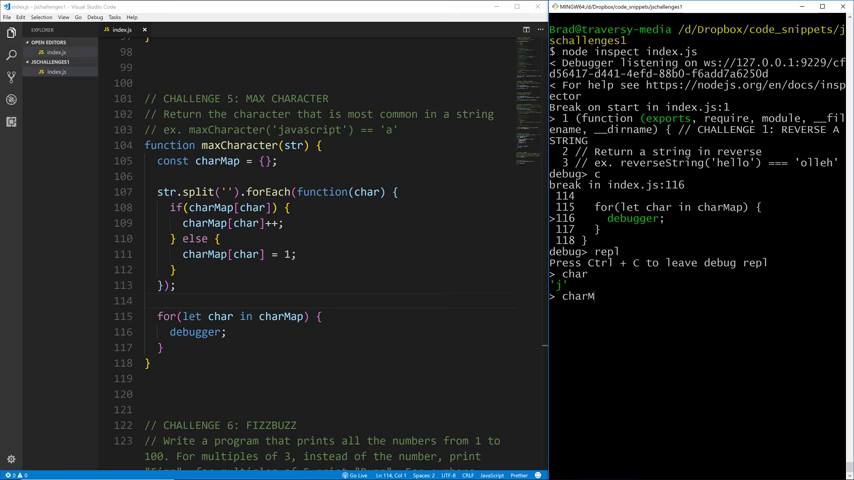 index.js - jschallenges1 - Visual Studio Code
File Edit Selection View Go Debug Tasks Help
EXPLORER
OPEN EDITORS
index.js
JSCHALLENGES1
index.js
index.js
97 }
98
99
100
101 // CHALLENGE 5: MAX CHARACTER
102 // Return the character that is most common in a string
103 // ex. maxCharacter('javascript') == 'a'
104 function maxCharacter(str) {
105 const charMap = {};
106
107 str.split('').forEach(function(char) {
108 if(charMap[char]) {
109 charMap[char]++;
110 } else {
111 charMap[char] = 1;
112 }
113 });
114
115 for(let char in charMap) {
116 debugger;
117 }
118 }
119
120
121
122 // CHALLENGE 6: FIZZBUZZ
123 // Write a program that prints all the numbers from 1 to
100. For multiples of 3, instead of the number, print
0 0
Go Live Ln 114, Col 1 Spaces: 2 UTF-8 CRLF JavaScript Prettier
MINGW64:/d/Dropbox/code_snippets/jschallenges1
Brad@traversy-media /d/Dropbox/code_snippets/j
schallenges1
$ node inspect index.js
< Debugger listening on ws://127.0.0.1:9229/cf
d56417-d441-4efd-88b0-f6add7a6250d
< For help see https://nodejs.org/en/docs/insp
ector
Break on start in index.js:1
> 1 (function (exports, require, module, __fil
ename, __dirname) { // CHALLENGE 1: REVERSE A
STRING
2 // Return a string in reverse
3 // ex. reverseString('hello') === 'olleh'
debug> c
break in index.js:116
114
115 for(let char in charMap) {
>116 debugger;
117 }
118 }
debug> repl
Press Ctrl + C to leave debug repl
> char
'j'
> charM